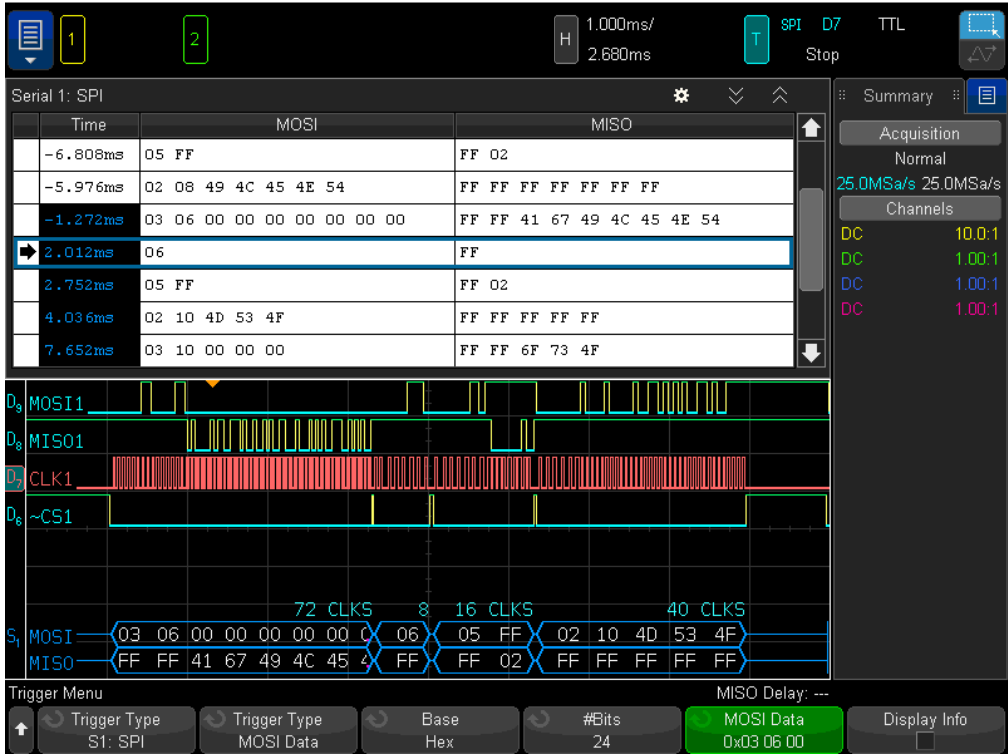 1 2 H 1.000ms/ T SPI D7 TTL
2.680ms Stop
Serial 1: SPI
Time MOSI MISO
-6.808ms 05 FF FF 02
-5.976ms 02 08 49 4C 45 4E 54 FF FF FF FF FF FF FF
-1.272ms 03 06 00 00 00 00 00 00 00 FF FF 41 67 49 4C 45 4E 54
2.012ms 06 FF
2.752ms 05 FF FF 02
4.036ms 02 10 4D 53 4F FF FF FF FF FF
7.652ms 03 10 00 00 00 FF FF 6F 73 4F
Summary
Acquisition
Normal
25.0MSa/s 25.0MSa/s
Channels
DC 10.0:1
DC 1.00:1
DC 1.00:1
DC 1.00:1
D9 MOSI1
D8 MISO1
D7 CLK1
D6 ~CS1
72 CLKS 8 16 CLKS 40 CLKS
S1 MOSI 03 06 00 00 00 00 00 06 05 FF 02 10 4D 53 4F
MISO FF FF 41 67 49 4C 45 FF FF 02 FF FF FF FF FF
Trigger Menu MISO Delay: ---
Trigger Type Trigger Type Base #Bits MOSI Data Display Info
S1: SPI MOSI Data Hex 24 0x03 06 00